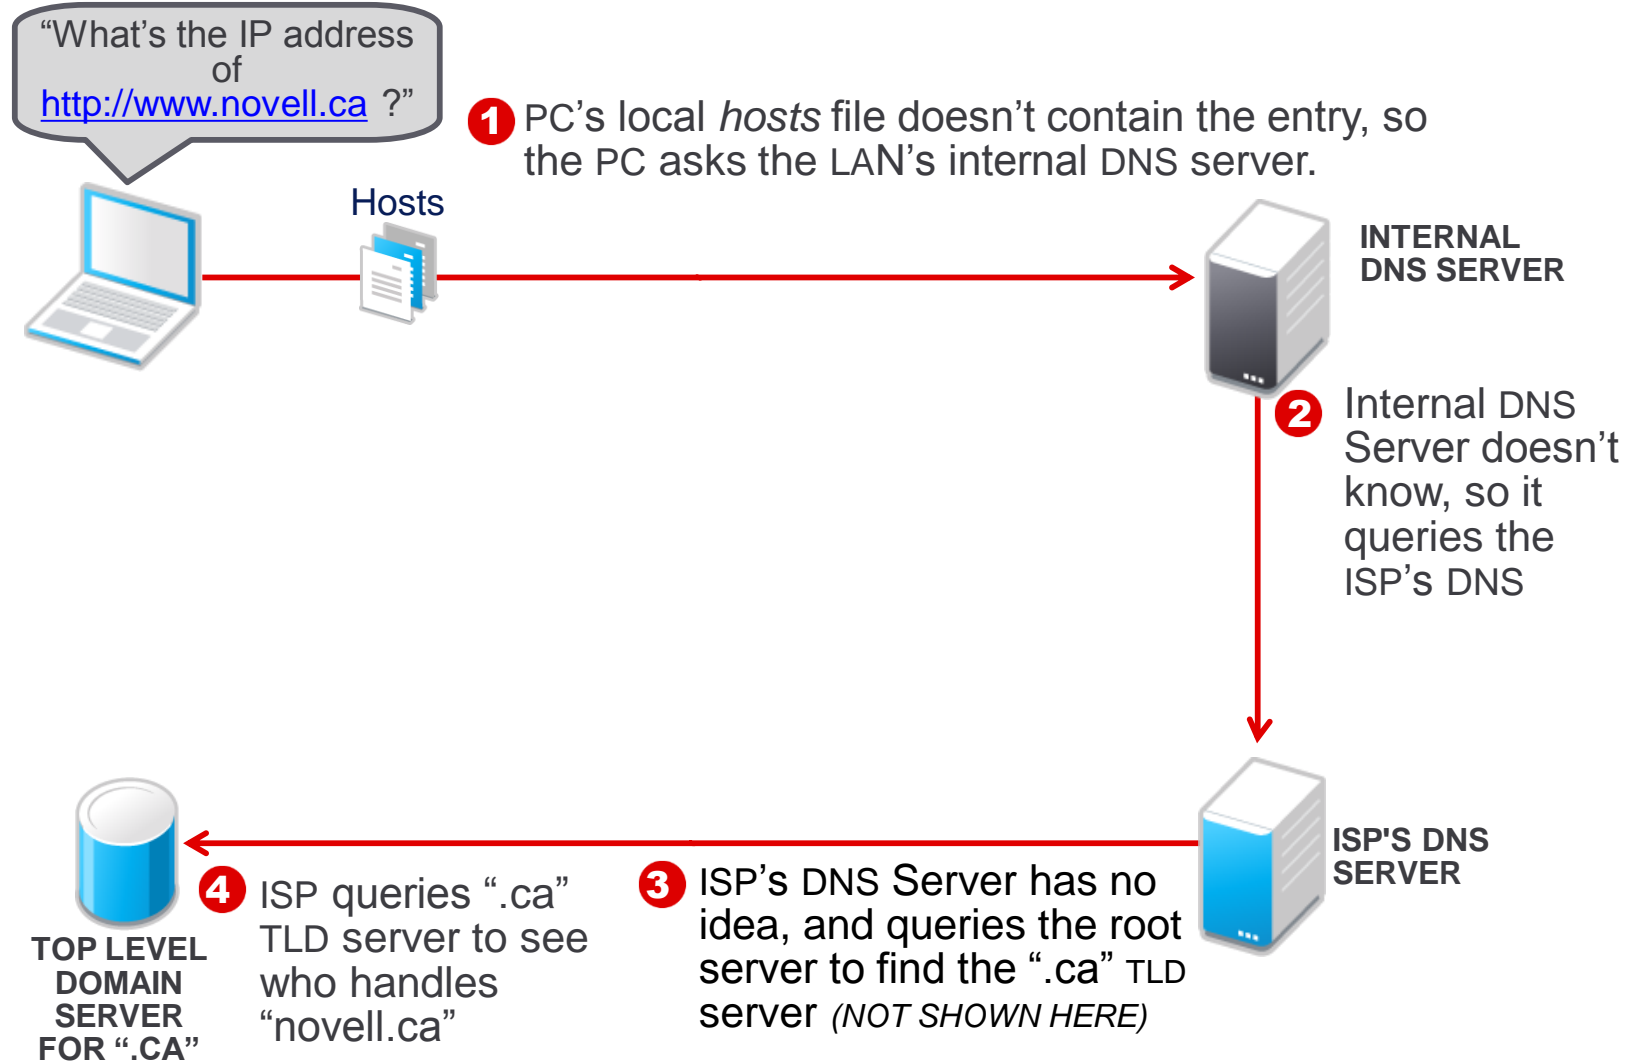 “What’s the IP address
of
http://www.novell.ca ?”
1 PC’s local hosts file doesn’t contain the entry, so
the PC asks the LAN’s internal DNS server.
Hosts
INTERNAL
DNS SERVER
2 Internal DNS
Server doesn’t
know, so it
queries the
ISP’s DNS
ISP'S DNS
SERVER
3 ISP’s DNS Server has no
idea, and queries the root
server to find the “.ca” TLD
server (NOT SHOWN HERE)
4 ISP queries “.ca”
TLD server to see
who handles
“novell.ca”
TOP LEVEL
DOMAIN
SERVER
FOR “.CA”